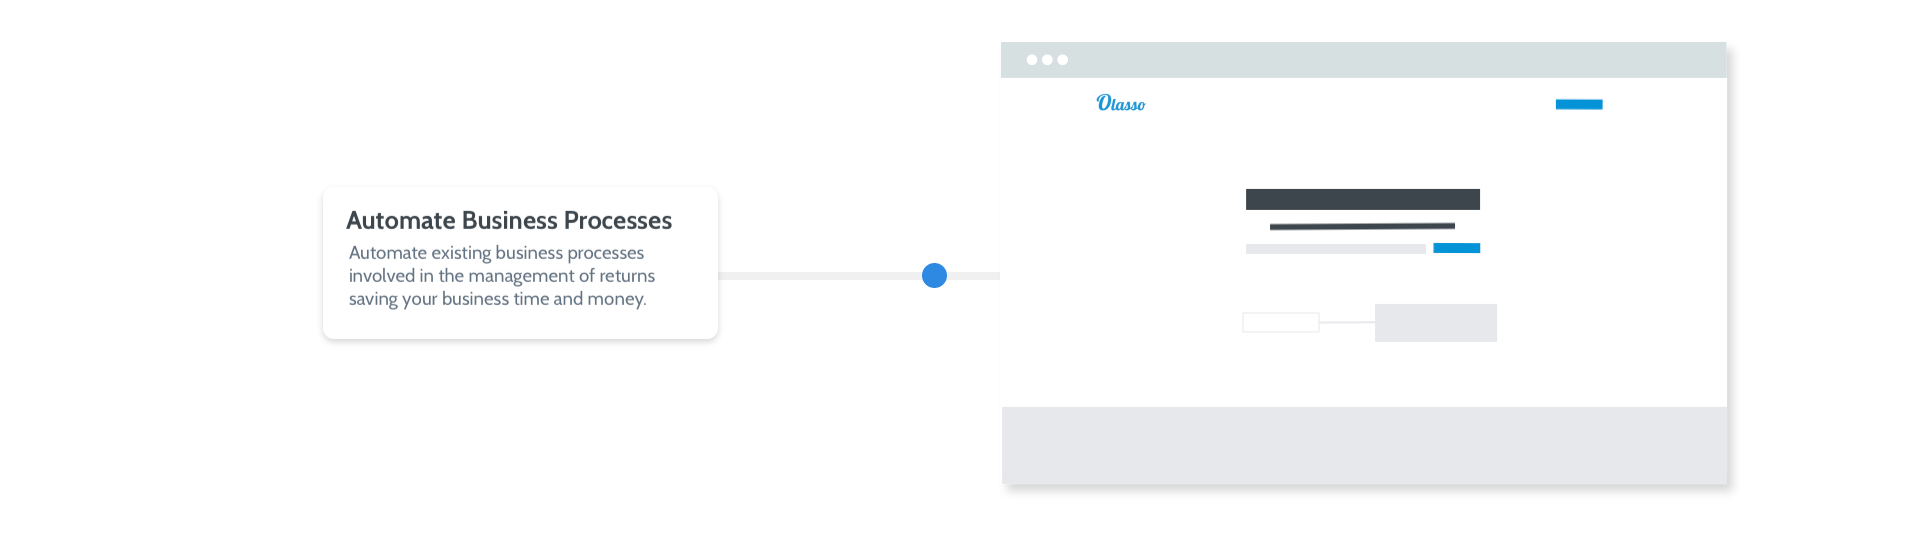 Olasso
Automate Business Processes
Automate existing business processes
involved in the management of returns
saving your business time and money.